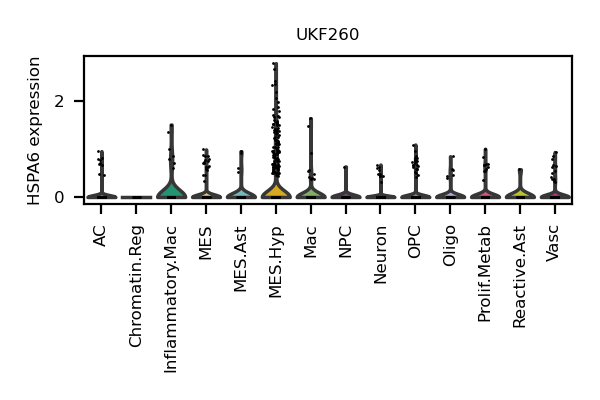 UKF260
HSPA6 expression
2
0
AC
Chromatin.Reg
Inflammatory.Mac
MES
MES.Ast
MES.Hyp
Mac
NPC
Neuron
OPC
Oligo
Prolif.Metab
Reactive.Ast
Vasc